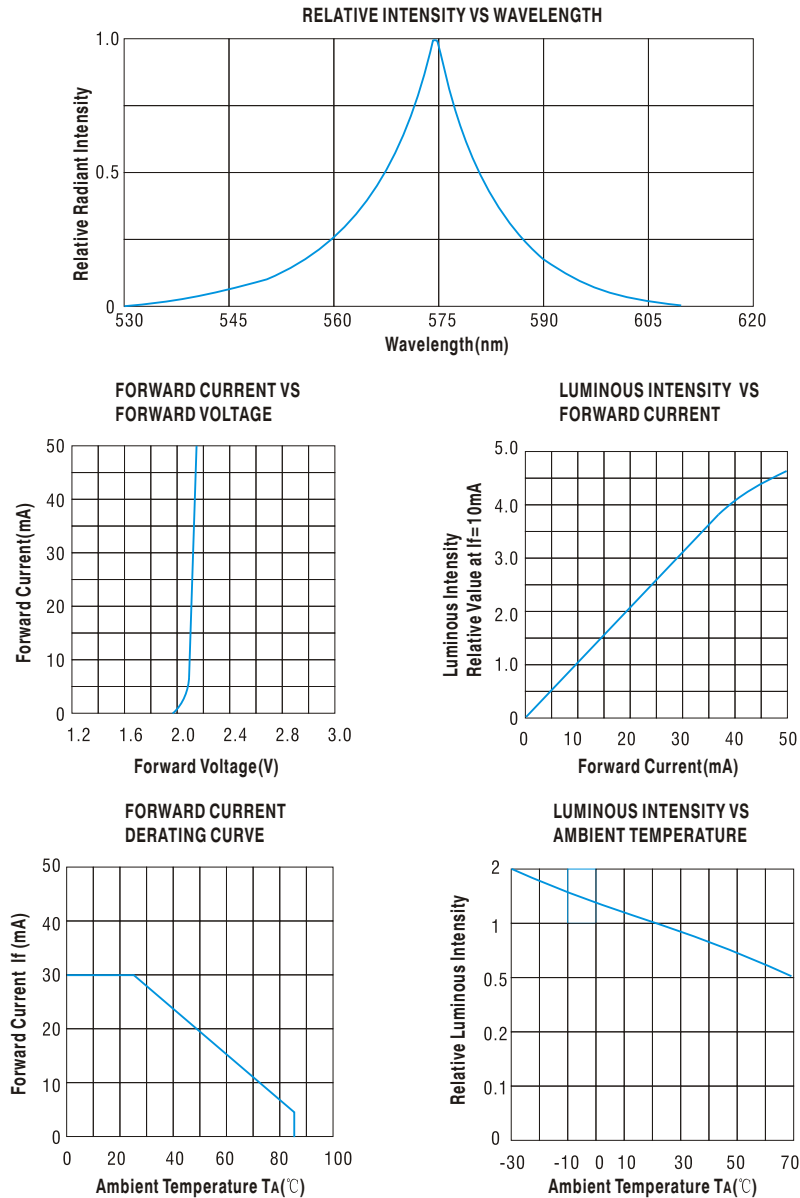 RELATIVE INTENSITY VS WAVELENGTH
1.0
0.5
0
Relative Radiant Intensity
530 545 560 575 590 605 620
Wavelength(nm)
FORWARD CURRENT VS
FORWARD VOLTAGE
50
40
30
20
10
0
Forward Current(mA)
1.2 1.6 2.0 2.4 2.8 3.0
Forward Voltage(V)
LUMINOUS INTENSITY VS
FORWARD CURRENT
5.0
4.0
3.0
2.0
1.0
0
Luminous Intensity
Relative Value at If=10mA
0 10 20 30 40 50
Forward Current(mA)
FORWARD CURRENT
DERATING CURVE
50
40
30
20
10
0
Forward Current If (mA)
0 20 40 60 80 100
Ambient Temperature TA(℃)
LUMINOUS INTENSITY VS
AMBIENT TEMPERATURE
2
1
0.5
0.2
0.1
0
Relative Luminous Intensity
-30 -10 0 10 30 50 70
Ambient Temperature TA(℃)